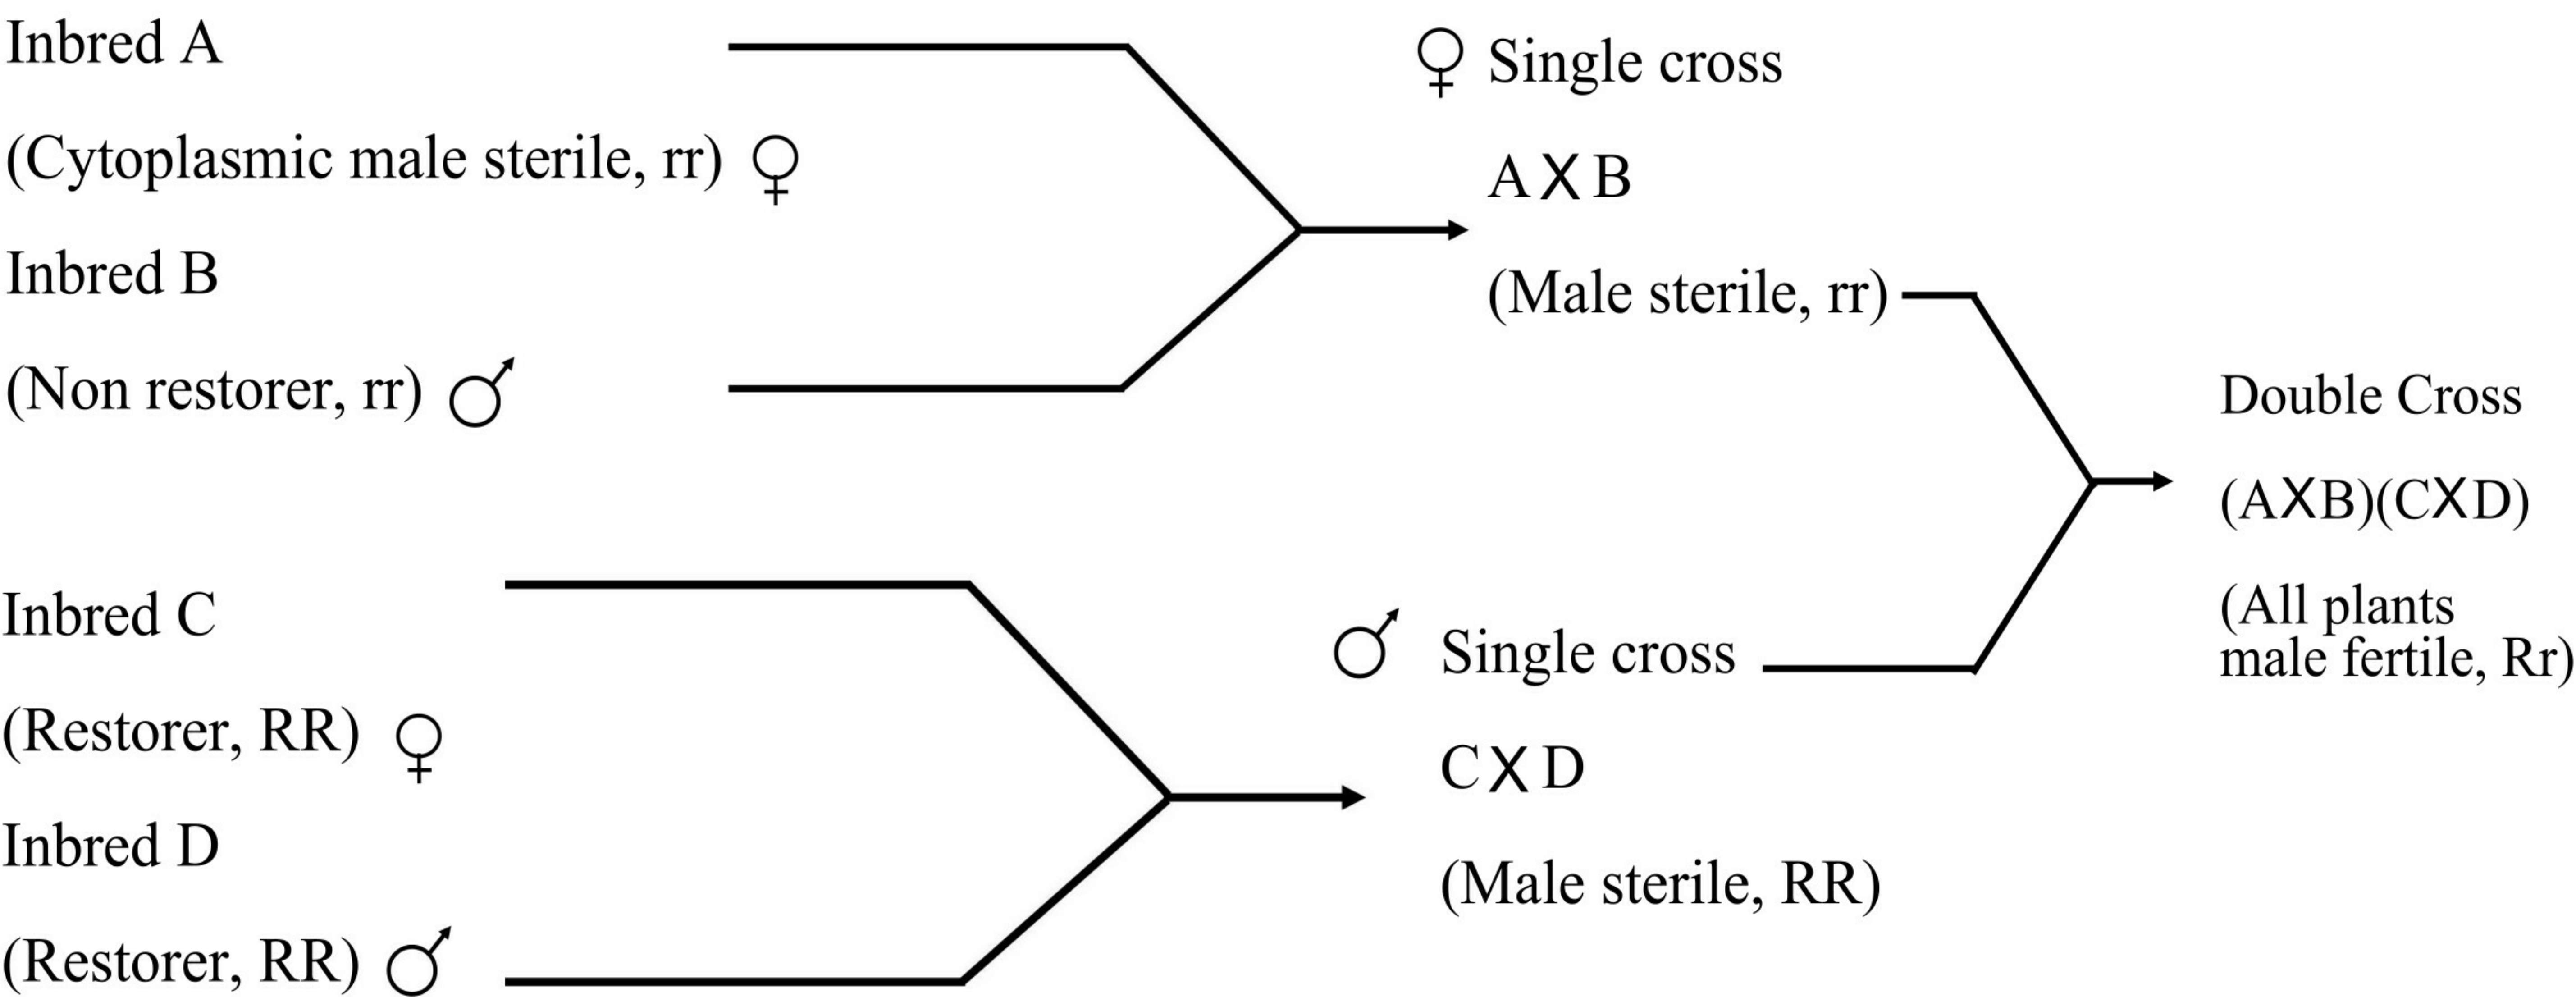 Inbred A
(Cytoplasmic male sterile, rr) ♀
Inbred B
(Non restorer, rr) ♂
♀ Single cross
A X B
(Male sterile, rr)
Inbred C
(Restorer, RR) ♀
Inbred D
(Restorer, RR) ♂
♂ Single cross
C X D
(Male sterile, RR)
Double Cross
(AXB)(CXD)
(All plants
male fertile, Rr)